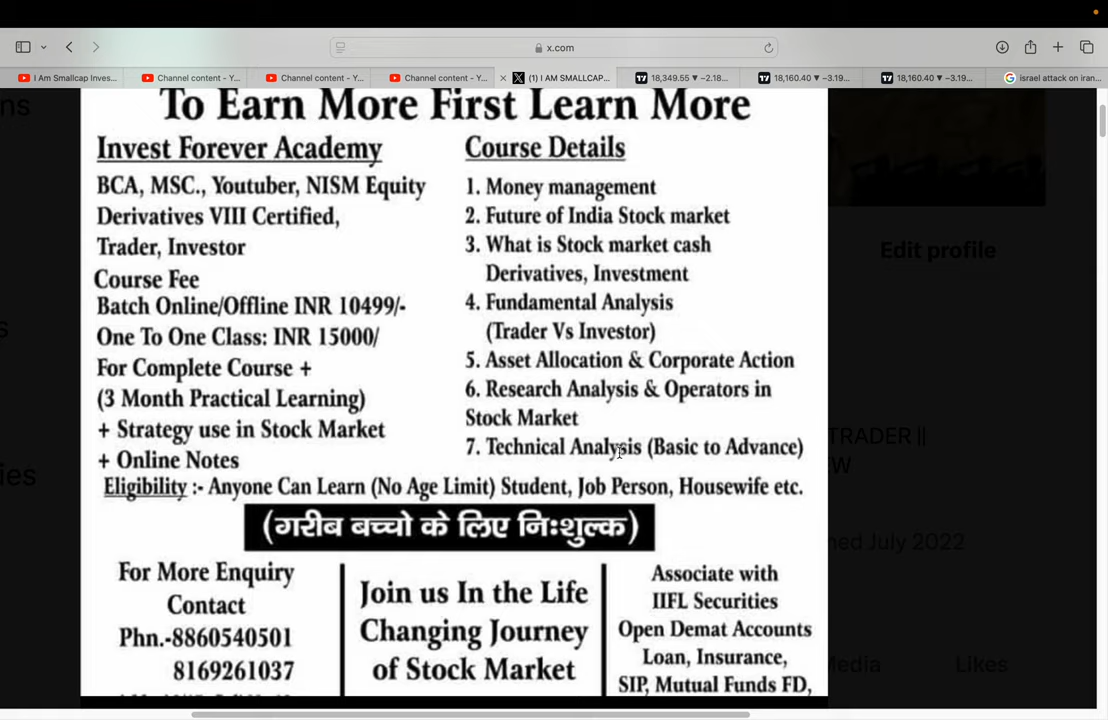 x.com
I Am Smallcap Inves...
Channel content - Y...
Channel content - Y...
Channel content - Y...
(1) I AM SMALLCAP...
18,349.55 ▼ −2.18...
18,160.40 ▼ −3.19...
18,160.40 ▼ −3.19...
israel attack on iran...
To Earn More First Learn More
Invest Forever Academy
BCA, MSC., Youtuber, NISM Equity
Derivatives VIII Certified,
Trader, Investor
Course Fee
Batch Online/Offline INR 10499/-
One To One Class: INR 15000/
For Complete Course +
(3 Month Practical Learning)
+ Strategy use in Stock Market
+ Online Notes
Course Details
1. Money management
2. Future of India Stock market
3. What is Stock market cash
Derivatives, Investment
4. Fundamental Analysis
(Trader Vs Investor)
5. Asset Allocation & Corporate Action
6. Research Analysis & Operators in
Stock Market
7. Technical Analysis (Basic to Advance)
Eligibility :- Anyone Can Learn (No Age Limit) Student, Job Person, Housewife etc.
(गरीब बच्चो के लिए निःशुल्क)
For More Enquiry
Contact
Phn.-8860540501
8169261037
Join us In the Life
Changing Journey
of Stock Market
Associate with
IIFL Securities
Open Demat Accounts
Loan, Insurance,
SIP, Mutual Funds FD,
Edit profile
TRADER ||
July 2022
Likes